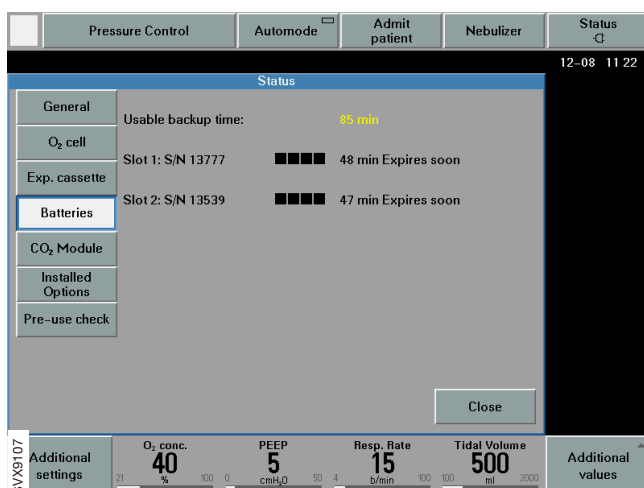 Pressure Control
Automode
Admit
patient
Nebulizer
Status
12-08 11 22
Status
General
O₂ cell
Exp. cassette
Batteries
CO₂ Module
Installed
Options
Pre-use check
Usable backup time: 85 min
Slot 1: S/N 13777 48 min Expires soon
Slot 2: S/N 13539 47 min Expires soon
Close
SVX9107
Additional
settings
O₂ conc.
40
21 % 100
PEEP
5
0 cmH₂O 50
Resp. Rate
15
4 b/min 100
Tidal Volume
500
100 ml 2000
Additional
values